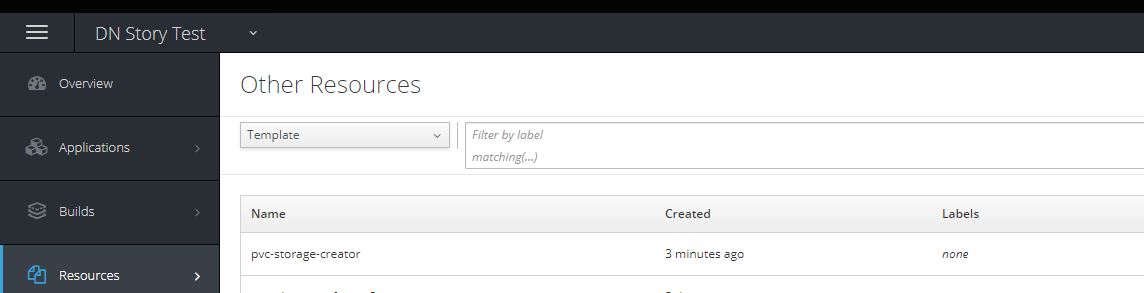 DN Story Test
Overview
Applications
Builds
Resources
Other Resources
Template
Filter by label
matching(...)
Name Created Labels
pvc-storage-creator 3 minutes ago none